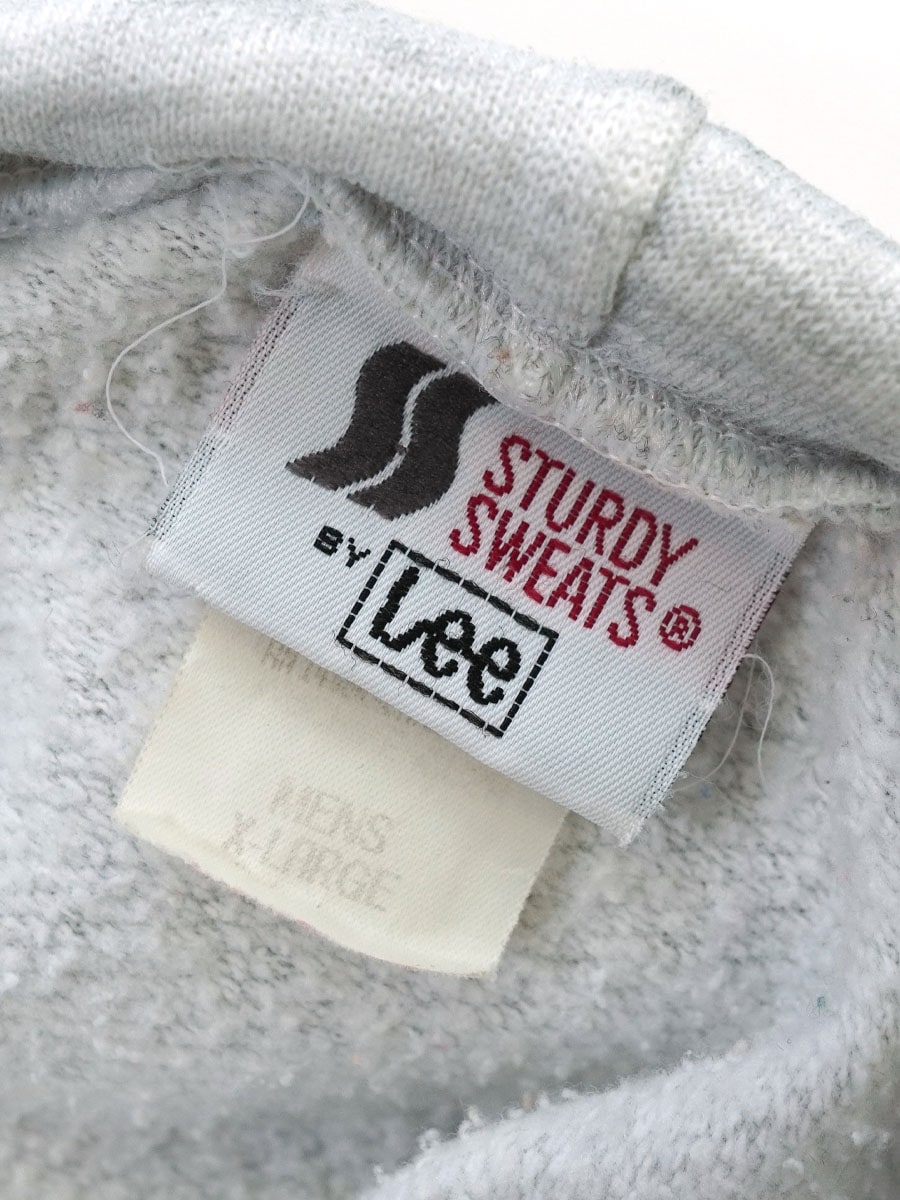 STURDY
SWEATS®
BY Lee
MENS
X-LARGE